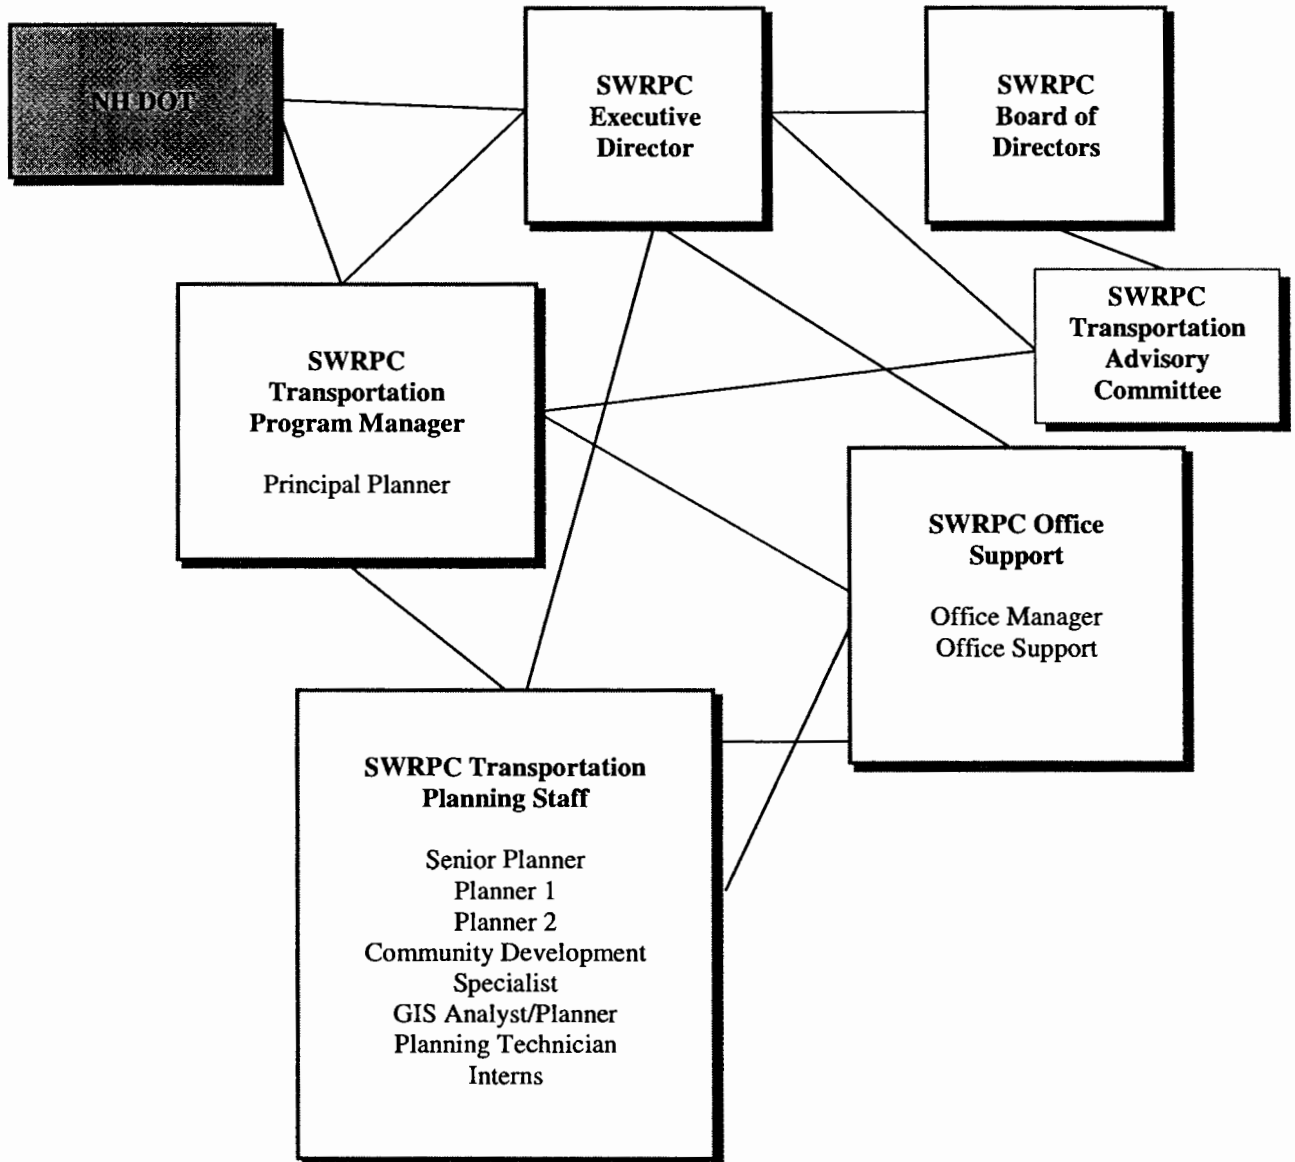 NH DOT
SWRPC
Executive
Director
SWRPC
Board of
Directors
SWRPC
Transportation
Advisory
Committee
SWRPC
Transportation
Program Manager
Principal Planner
SWRPC Office
Support
Office Manager
Office Support
SWRPC Transportation
Planning Staff
Senior Planner
Planner 1
Planner 2
Community Development
Specialist
GIS Analyst/Planner
Planning Technician
Interns